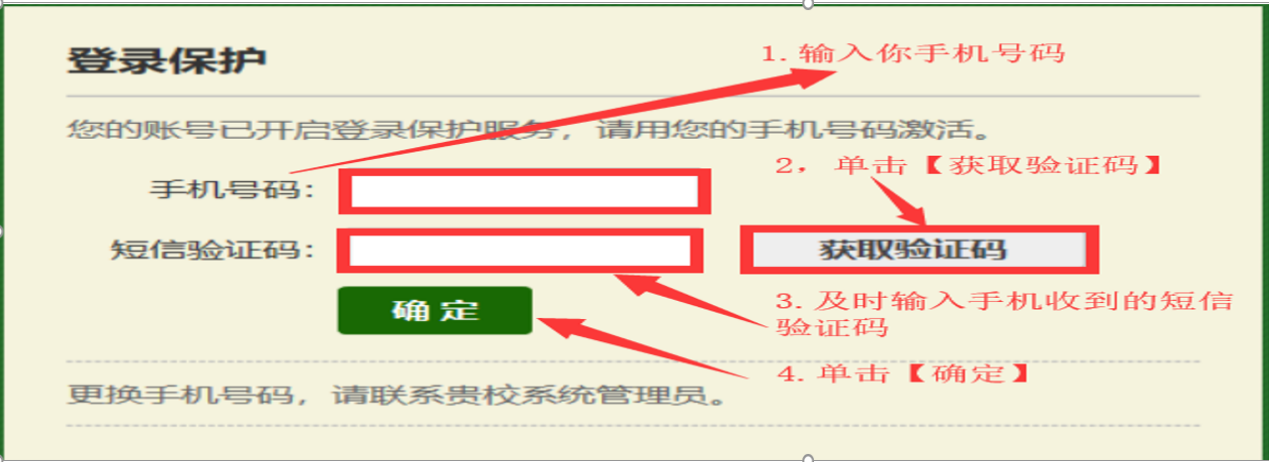 登录保护
1. 输入你手机号码
您的账号已开启登录保护服务，请用您的手机号码激活。
2，单击【获取验证码】
手机号码：
短信验证码：
获取验证码
3. 及时输入手机收到的短信
验证码
确 定
4. 单击【确定】
更换手机号码，请联系贵校系统管理员。